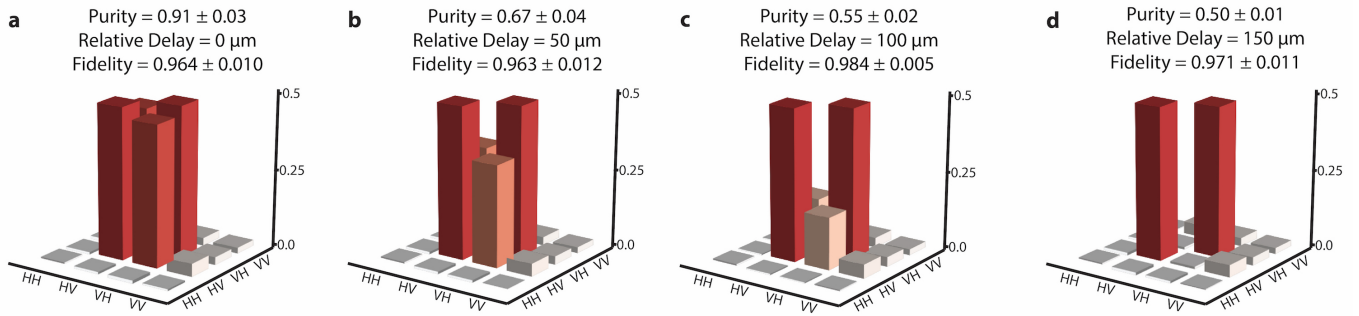 a
Purity = 0.91 ± 0.03
Relative Delay = 0 µm
Fidelity = 0.964 ± 0.010
0.5
0.25
0.0
HH
HV
VH
VV
HH
HV
VH
VV
b
Purity = 0.67 ± 0.04
Relative Delay = 50 µm
Fidelity = 0.963 ± 0.012
0.5
0.25
0.0
HH
HV
VH
VV
HH
HV
VH
VV
c
Purity = 0.55 ± 0.02
Relative Delay = 100 µm
Fidelity = 0.984 ± 0.005
0.5
0.25
0.0
HH
HV
VH
VV
HH
HV
VH
VV
d
Purity = 0.50 ± 0.01
Relative Delay = 150 µm
Fidelity = 0.971 ± 0.011
0.5
0.25
0.0
HH
HV
VH
VV
HH
HV
VH
VV